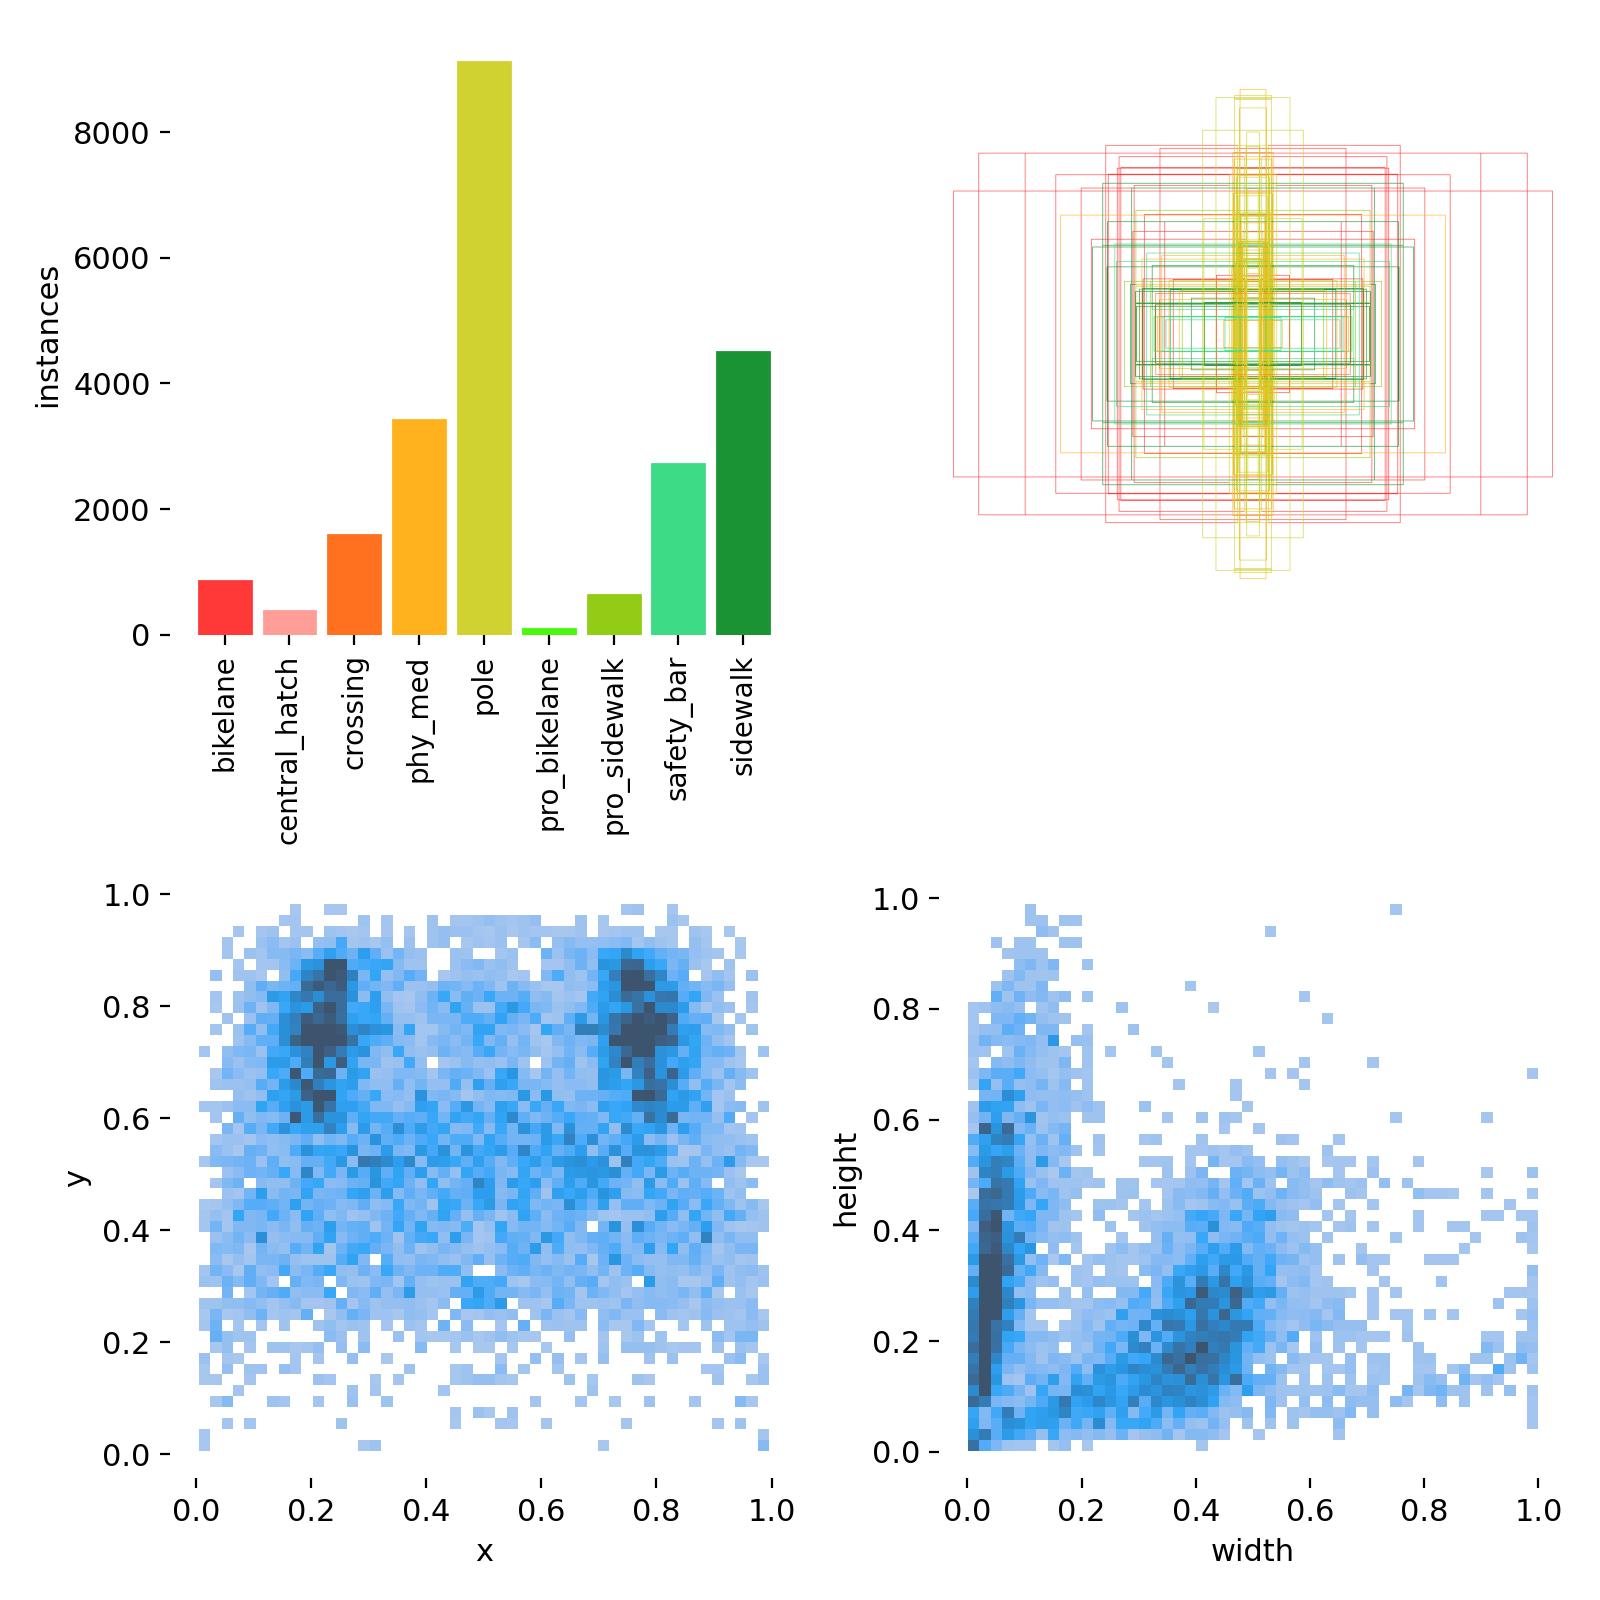 instances
8000
6000
4000
2000
0
bikelane
central_hatch
crossing
phy_med
pole
pro_bikelane
pro_sidewalk
safety_bar
sidewalk
y
1.0
0.8
0.6
0.4
0.2
0.0
0.0 0.2 0.4 0.6 0.8 1.0
x
height
1.0
0.8
0.6
0.4
0.2
0.0
0.0 0.2 0.4 0.6 0.8 1.0
width